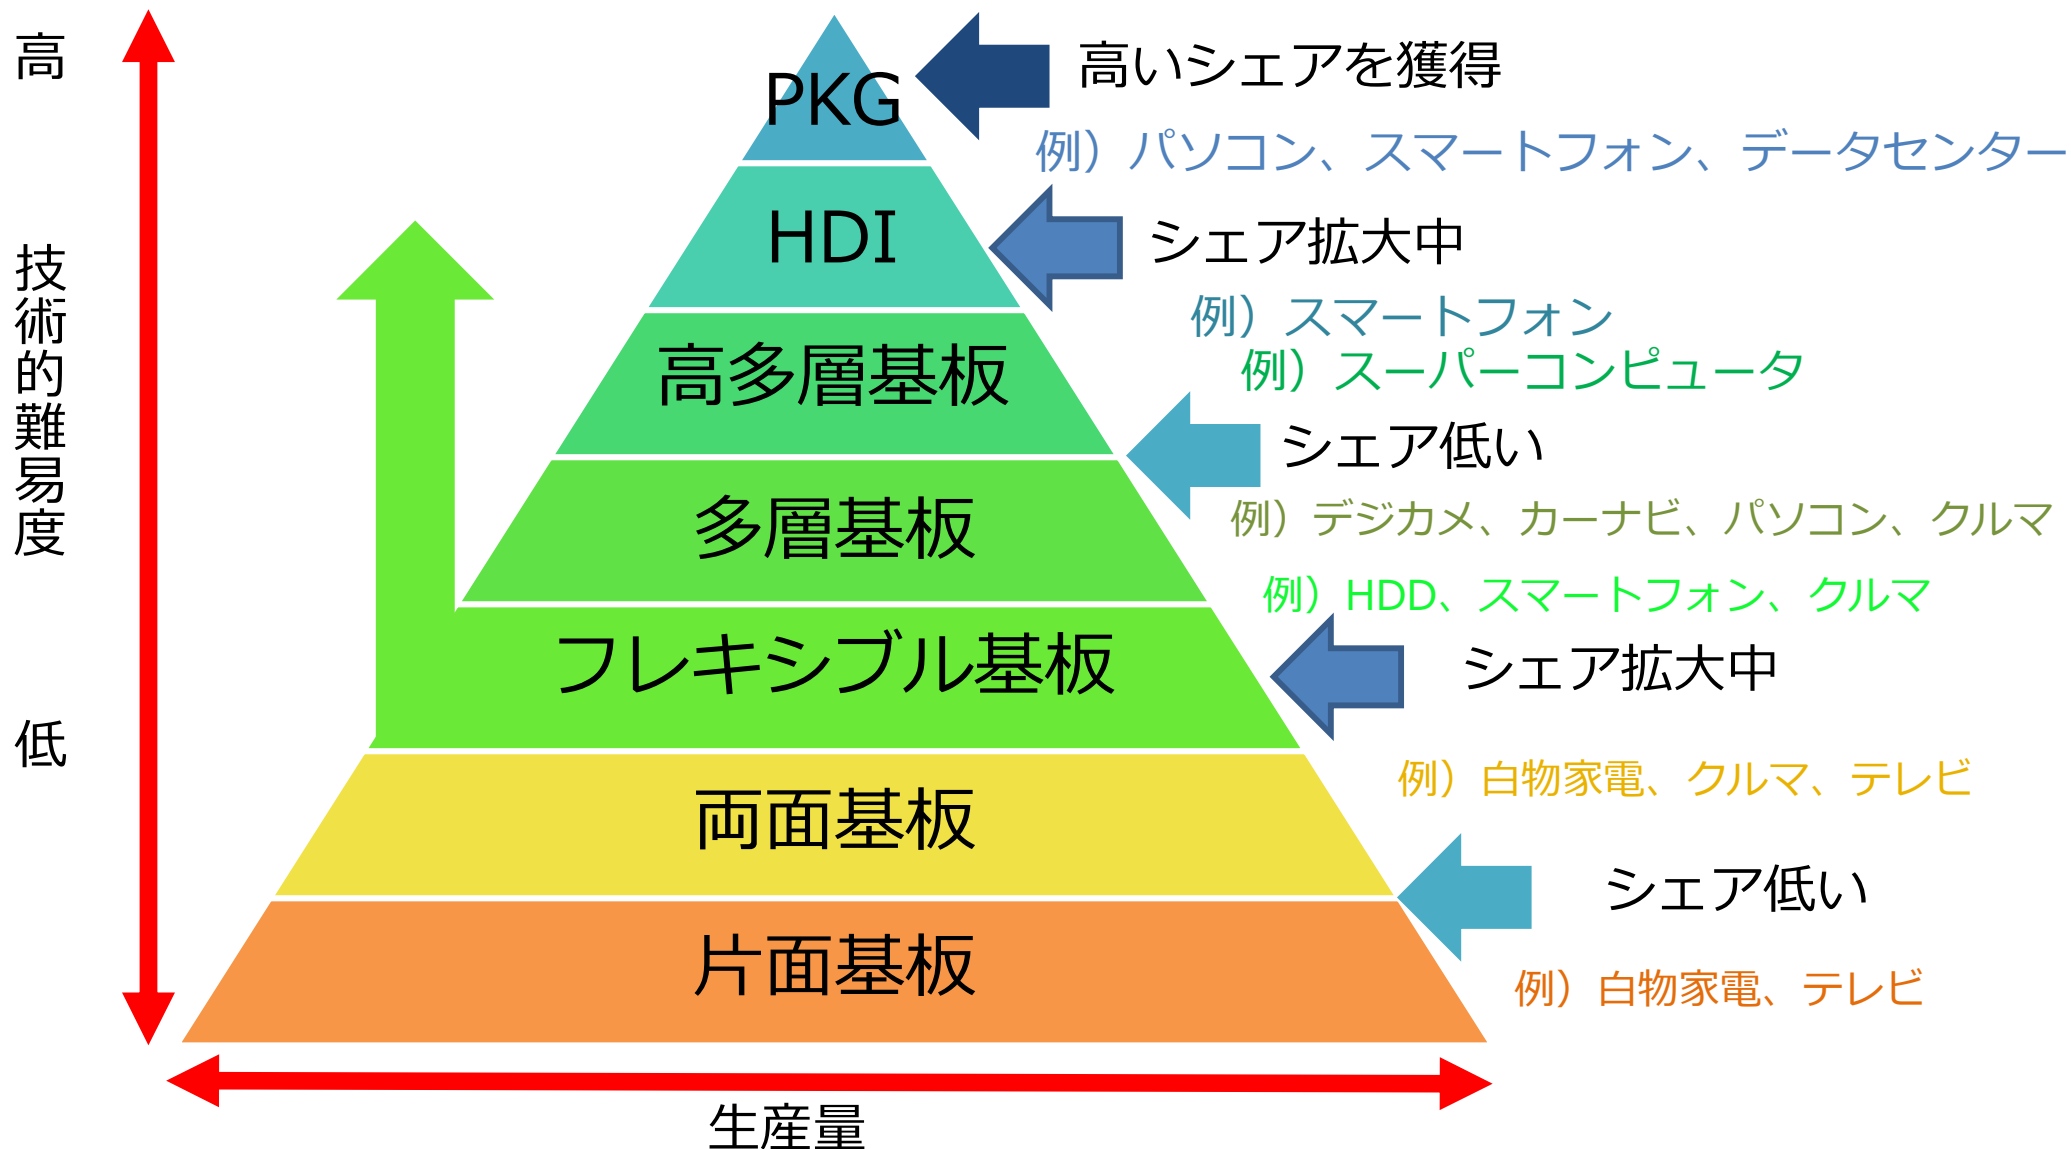 高
技術的難易度
低
PKG
高いシェアを獲得
例）パソコン、スマートフォン、データセンター
HDI
シェア拡大中
例）スマートフォン
高多層基板
例）スーパーコンピュータ
シェア低い
多層基板
例）デジカメ、カーナビ、パソコン、クルマ
フレキシブル基板
例）HDD、スマートフォン、クルマ
シェア拡大中
両面基板
例）白物家電、クルマ、テレビ
シェア低い
片面基板
例）白物家電、テレビ
生産量